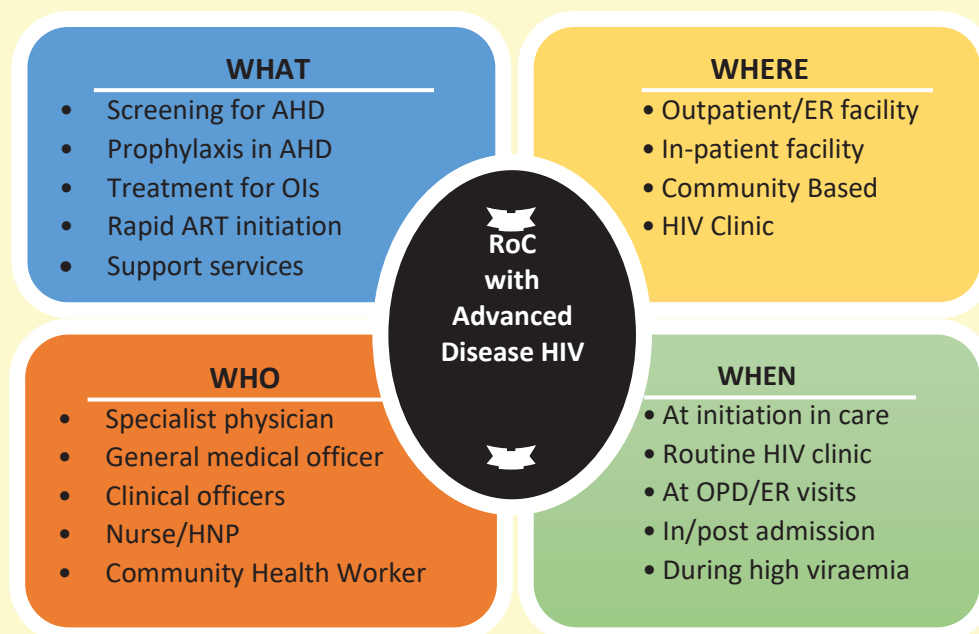 WHAT
• Screening for AHD
• Prophylaxis in AHD
• Treatment for OIs
• Rapid ART initiation
• Support services
WHERE
• Outpatient/ER facility
• In-patient facility
• Community Based
• HIV Clinic
RoC
with
Advanced
Disease HIV
WHO
• Specialist physician
• General medical officer
• Clinical officers
• Nurse/HNP
• Community Health Worker
WHEN
• At initiation in care
• Routine HIV clinic
• At OPD/ER visits
• In/post admission
• During high viraemia